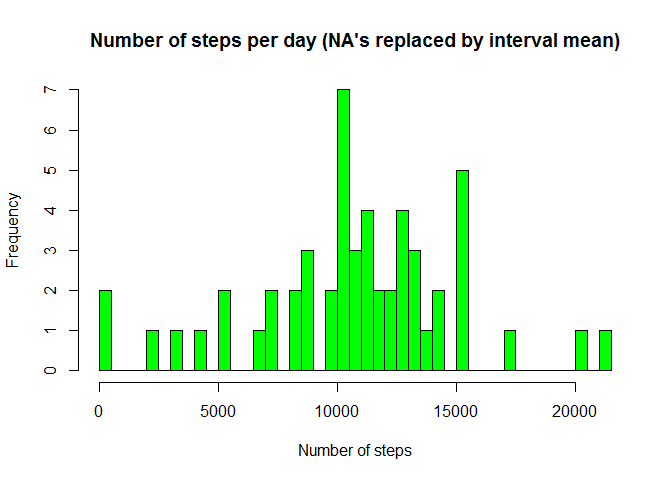 Number of steps per day (NA's replaced by interval mean)
Frequency
7
6
5
4
3
2
1
0
0 5000 10000 15000 20000
Number of steps